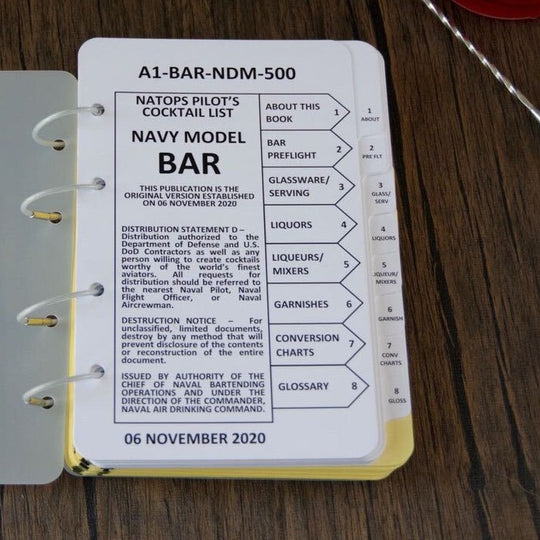 A1-BAR-NDM-500
NATOPS PILOT'S
COCKTAIL LIST
NAVY MODEL
BAR
THIS PUBLICATION IS THE
ORIGINAL VERSION ESTABLISHED
ON 06 NOVEMBER 2020
DISTRIBUTION STATEMENT D –
Distribution authorized to the
Department of Defense and U.S.
DoD Contractors as well as any
person willing to create cocktails
worthy of the world's finest
aviators. All requests for
distribution should be referred to
the nearest Naval Pilot, Naval
Flight Officer, or Naval
Aircrewman.
DESTRUCTION NOTICE – For
unclassified, limited documents,
destroy by any method that will
prevent disclosure of the contents
or reconstruction of the entire
document.
ISSUED BY AUTHORITY OF THE
CHIEF OF NAVAL BARTENDING
OPERATIONS AND UNDER THE
DIRECTION OF THE COMMANDER,
NAVAL AIR DRINKING COMMAND.
ABOUT THIS
BOOK 1
BAR
PREFLIGHT 2
GLASSWARE/
SERVING 3
LIQUORS 4
LIQUEURS/
MIXERS 5
GARNISHES 6
CONVERSION
CHARTS 7
GLOSSARY 8
06 NOVEMBER 2020
1
ABOUT
2
PREFLT
3
GLASS/
SERV
4
LIQUORS
5
LIQUEUR/
MIXERS
6
GARNISH
7
CONV
CHARTS
8
GLOSS